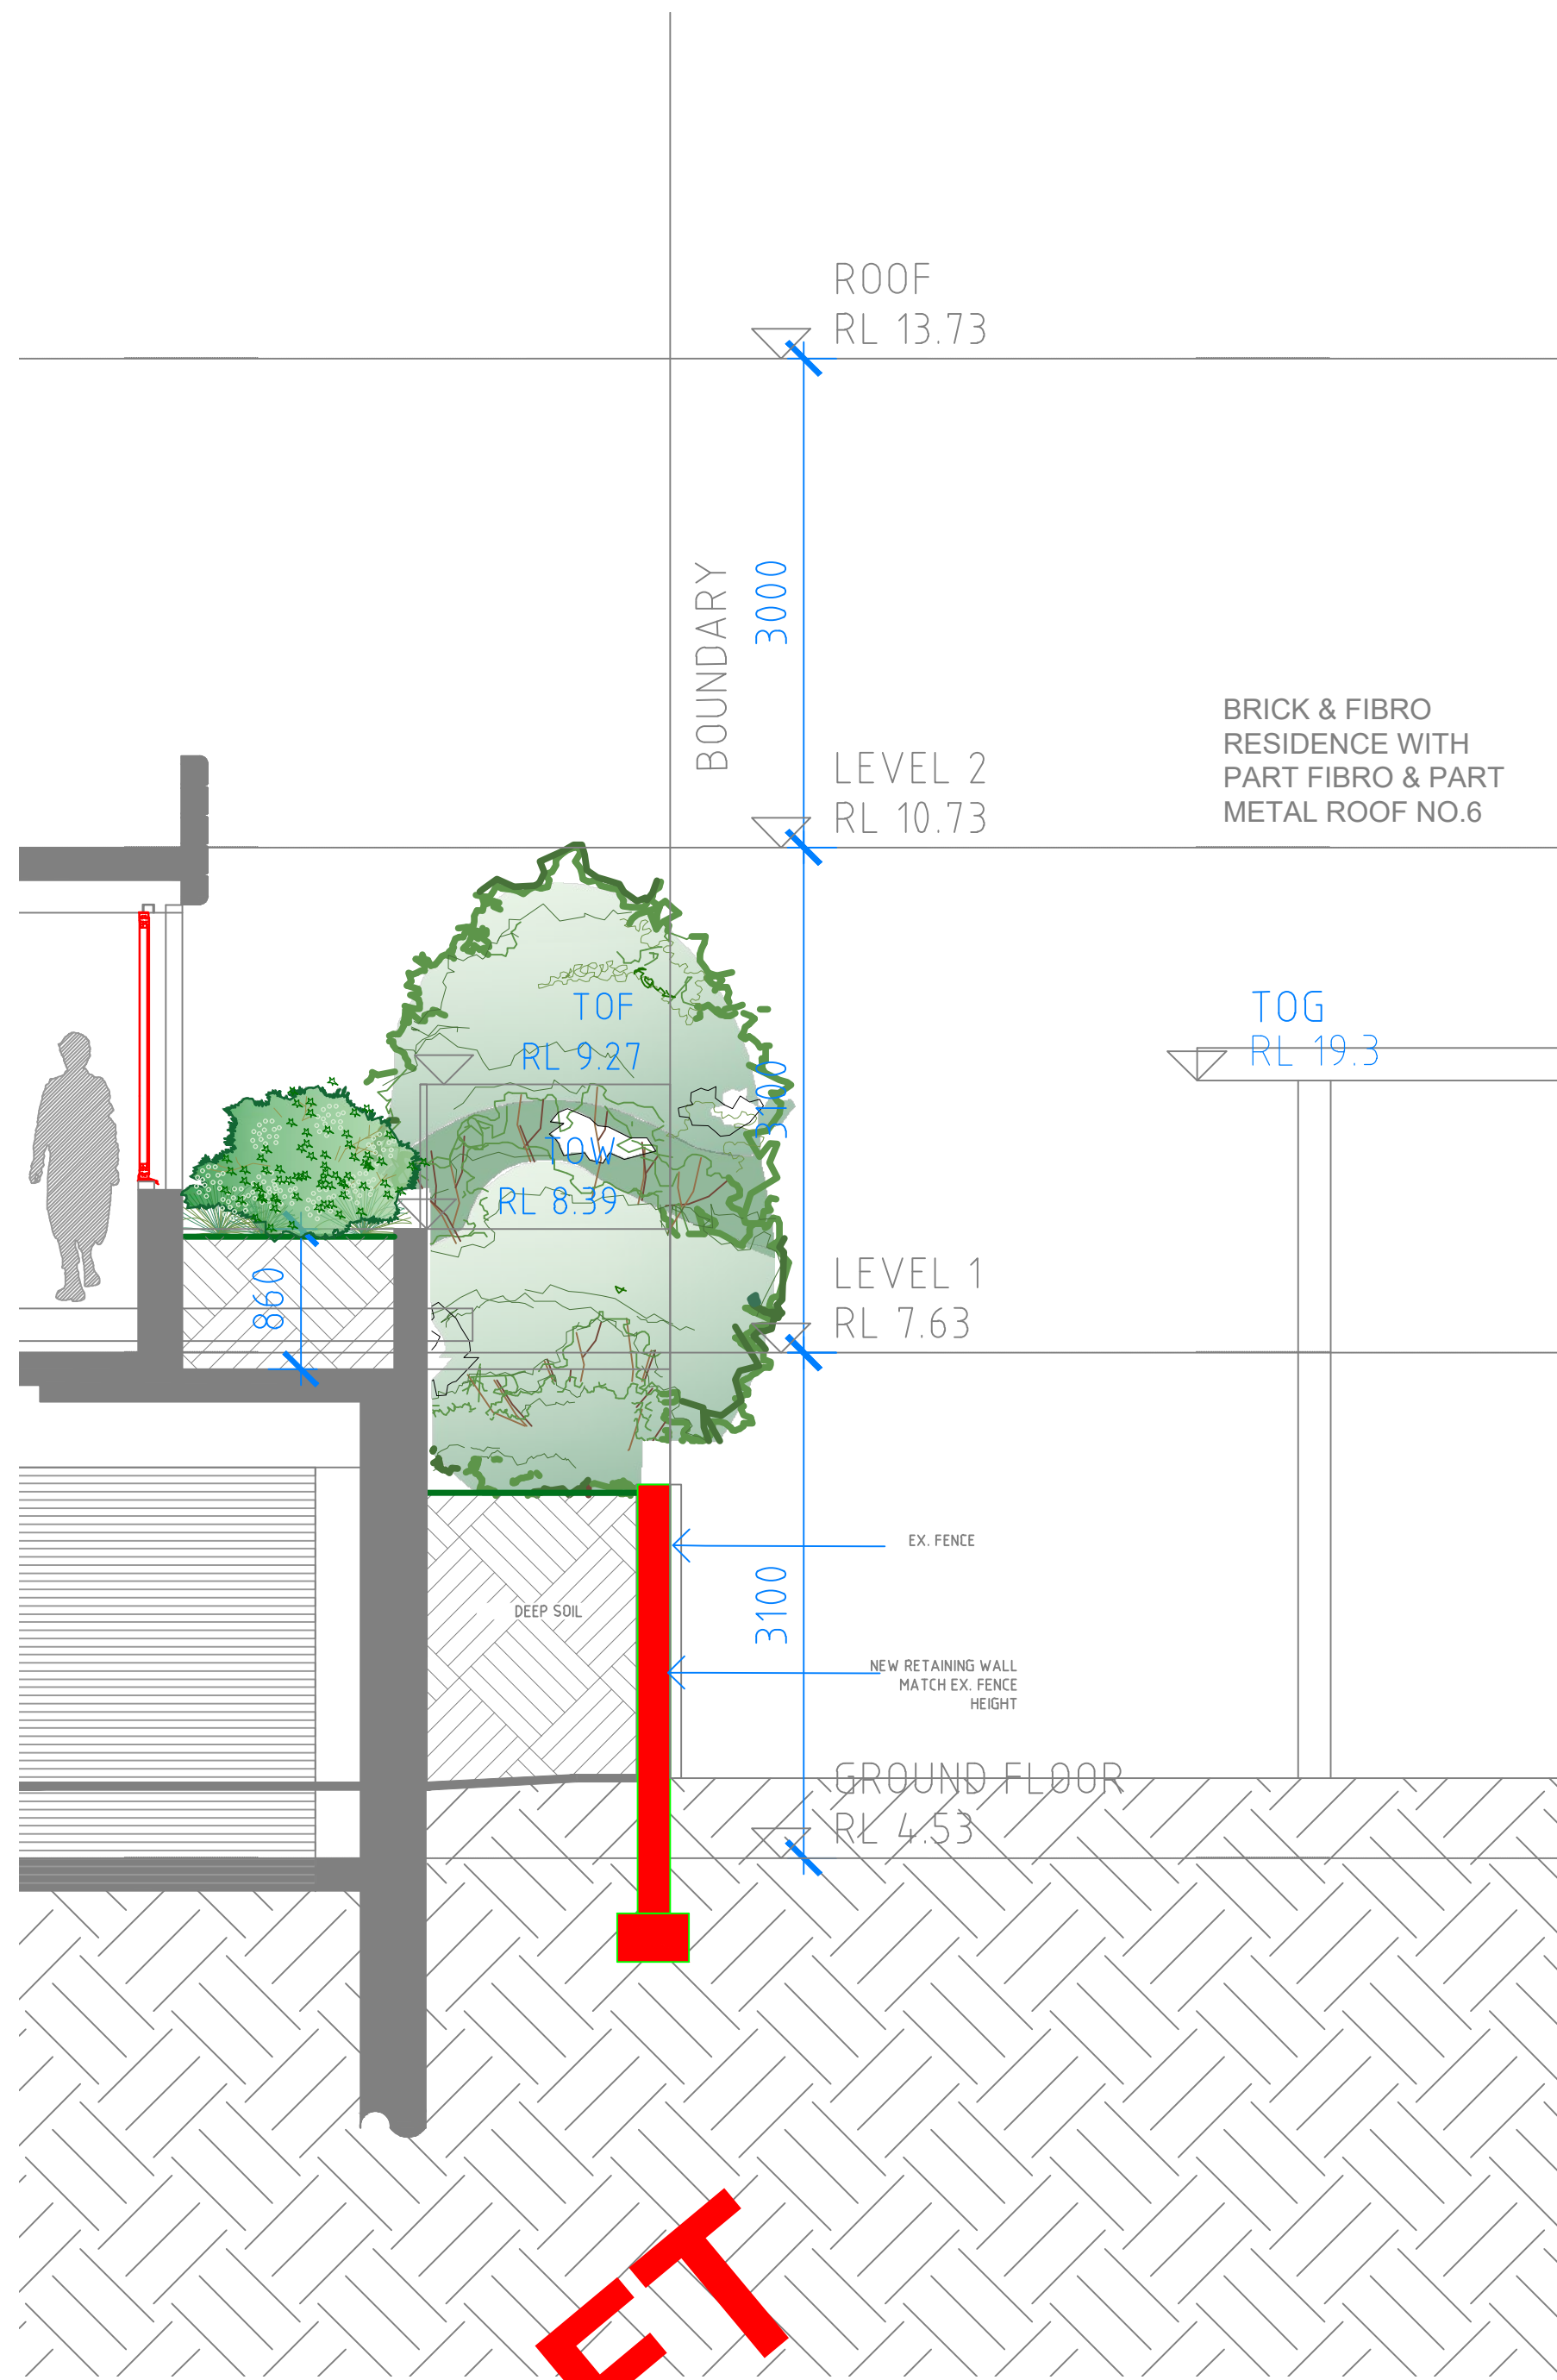 ROOF
RL 13.73
3000
BOUNDARY
BRICK & FIBRO
RESIDENCE WITH
PART FIBRO & PART
METAL ROOF NO.6
LEVEL 2
RL 10.73
TOF
RL 9.27
TOG
RL 19.3
3100
TOW
RL 8.39
860
LEVEL 1
RL 7.63
EX. FENCE
DEEP SOIL
3100
NEW RETAINING WALL
MATCH EX. FENCE
HEIGHT
GROUND FLOOR
RL 4.53
ET